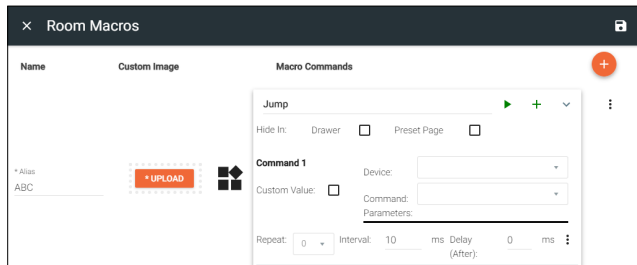 × Room Macros
Name Custom Image Macro Commands
Jump
Hide In: Drawer Preset Page
Command 1
Device:
* Alias
* UPLOAD
ABC
Custom Value:
Command:
Parameters:
Repeat: 0 Interval: 10 ms Delay 0 ms
(After):